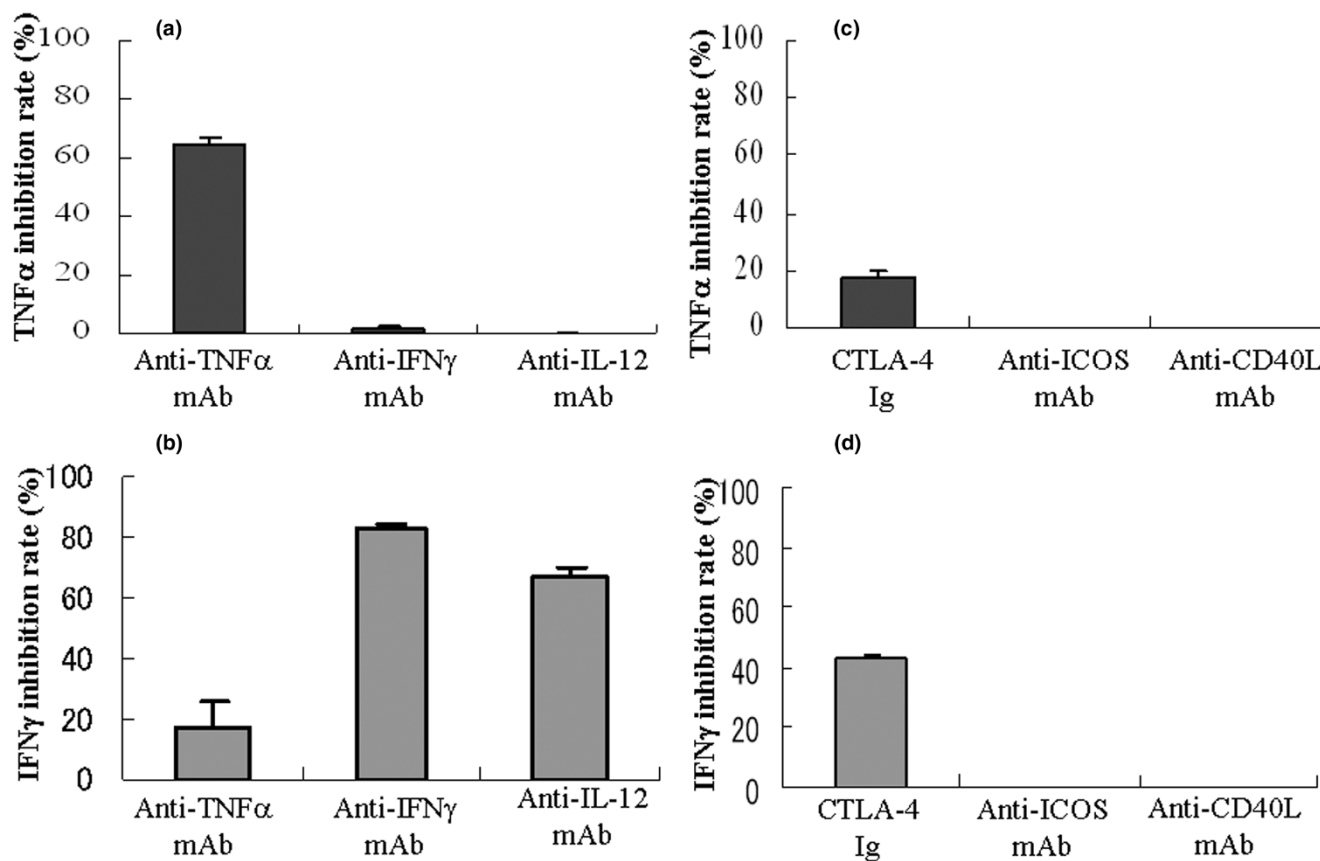 (a)
TNFα inhibition rate (%)
100
80
60
40
20
0
Anti-TNFα
mAb
Anti-IFNγ
mAb
Anti-IL-12
mAb
(c)
TNFα inhibition rate (%)
100
80
60
40
20
0
CTLA-4
Ig
Anti-ICOS
mAb
Anti-CD40L
mAb
(b)
IFNγ inhibition rate (%)
100
80
60
40
20
0
Anti-TNFα
mAb
Anti-IFNγ
mAb
Anti-IL-12
mAb
(d)
IFNγ inhibition rate (%)
100
80
60
40
20
0
CTLA-4
Ig
Anti-ICOS
mAb
Anti-CD40L
mAb